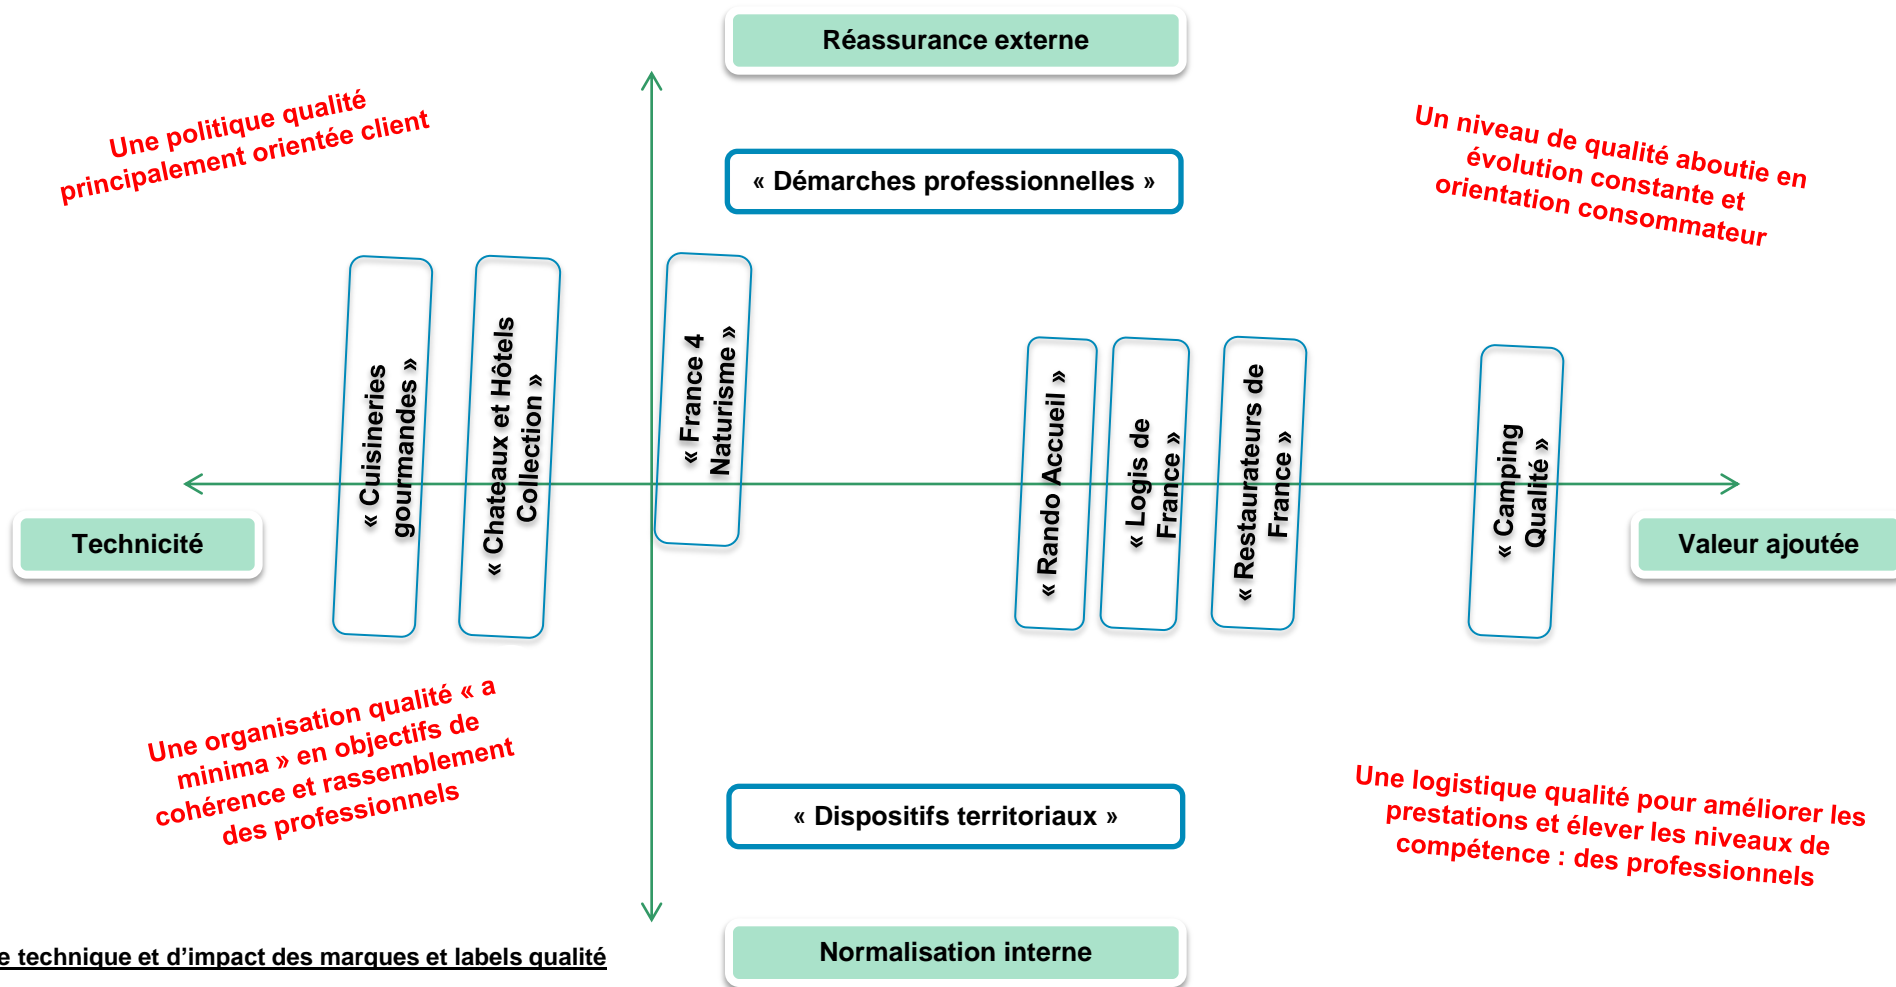 Réassurance externe
Une politique qualité
principalement orientée client
Un niveau de qualité aboutie en
évolution constante et
orientation consommateur
« Démarches professionnelles »
« Cuisineries
gourmandes »
« Chateaux et Hôtels
Collection »
« France 4
Naturisme »
« Rando Accueil »
« Logis de
France »
« Restaurateurs de
France »
« Camping
Qualité »
Technicité
Valeur ajoutée
Une organisation qualité « a
minima » en objectifs de
cohérence et rassemblement
des professionnels
« Dispositifs territoriaux »
Une logistique qualité pour améliorer les
prestations et élever les niveaux de
compétence : des professionnels
Normalisation interne
e technique et d’impact des marques et labels qualité